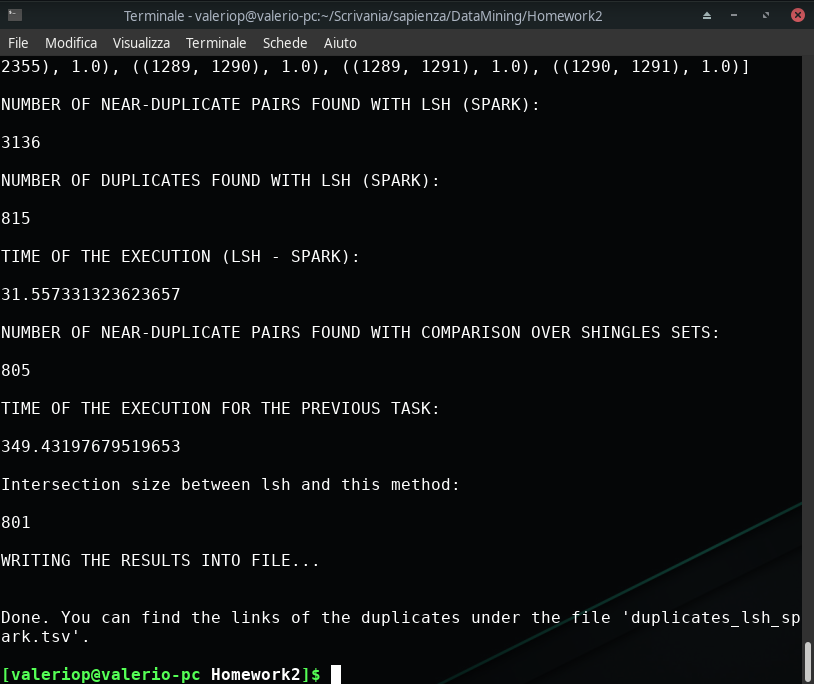 Terminale - valeriop@valerio-pc:~/Scrivania/sapienza/DataMining/Homework2
File Modifica Visualizza Terminale Schede Aiuto
2355), 1.0), ((1289, 1290), 1.0), ((1289, 1291), 1.0), ((1290, 1291), 1.0)]
NUMBER OF NEAR-DUPLICATE PAIRS FOUND WITH LSH (SPARK):
3136
NUMBER OF DUPLICATES FOUND WITH LSH (SPARK):
815
TIME OF THE EXECUTION (LSH - SPARK):
31.557331323623657
NUMBER OF NEAR-DUPLICATE PAIRS FOUND WITH COMPARISON OVER SHINGLES SETS:
805
TIME OF THE EXECUTION FOR THE PREVIOUS TASK:
349.43197679519653
Intersection size between lsh and this method:
801
WRITING THE RESULTS INTO FILE...
Done. You can find the links of the duplicates under the file 'duplicates_lsh_sp
ark.tsv'.
[valeriop@valerio-pc Homework2]$